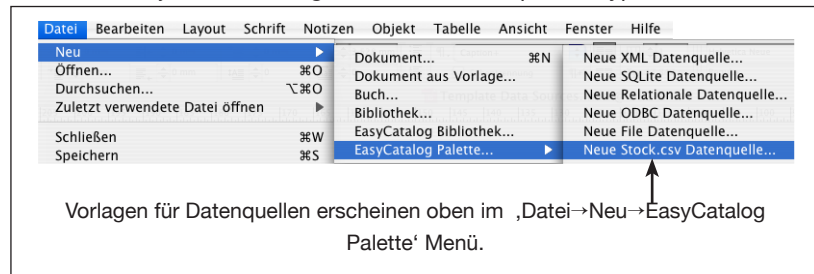 Datei Bearbeiten Layout Schrift Notizen Objekt Tabelle Ansicht Fenster Hilfe
Neu
Öffnen... ⌘O
Durchsuchen... ⌥⌘O
Zuletzt verwendete Datei öffnen
Schließen ⌘W
Speichern ⌘S
Dokument... ⌘N
Dokument aus Vorlage...
Buch...
Bibliothek...
EasyCatalog Bibliothek...
EasyCatalog Palette...
Neue XML Datenquelle...
Neue SQLite Datenquelle...
Neue Relationale Datenquelle...
Neue ODBC Datenquelle...
Neue File Datenquelle...
Neue Stock.csv Datenquelle...
Vorlagen für Datenquellen erscheinen oben im ‚Datei→Neu→EasyCatalog
Palette‘ Menü.